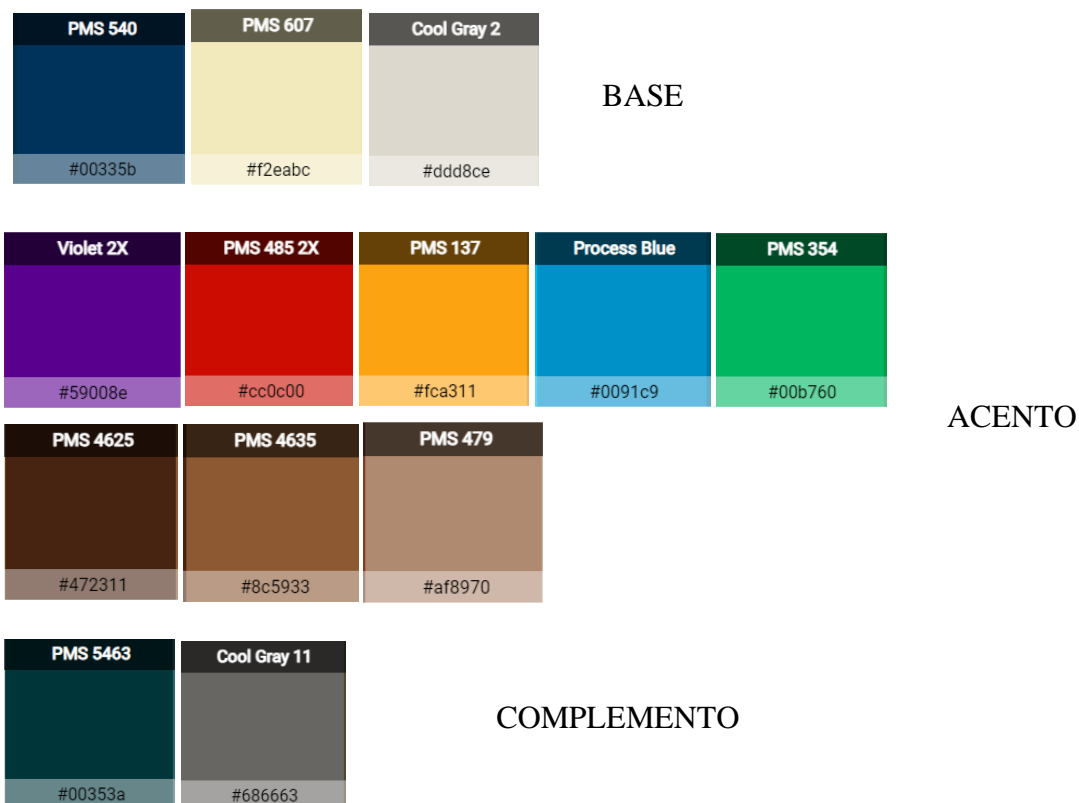 PMS 540 PMS 607 Cool Gray 2
BASE
#00335b #f2eabc #ddd8ce
Violet 2X PMS 485 2X PMS 137 Process Blue PMS 354
#59008e #cc0c00 #fca311 #0091c9 #00b760
ACENTO
PMS 4625 PMS 4635 PMS 479
#472311 #8c5933 #af8970
PMS 5463 Cool Gray 11
COMPLEMENTO
#00353a #686663